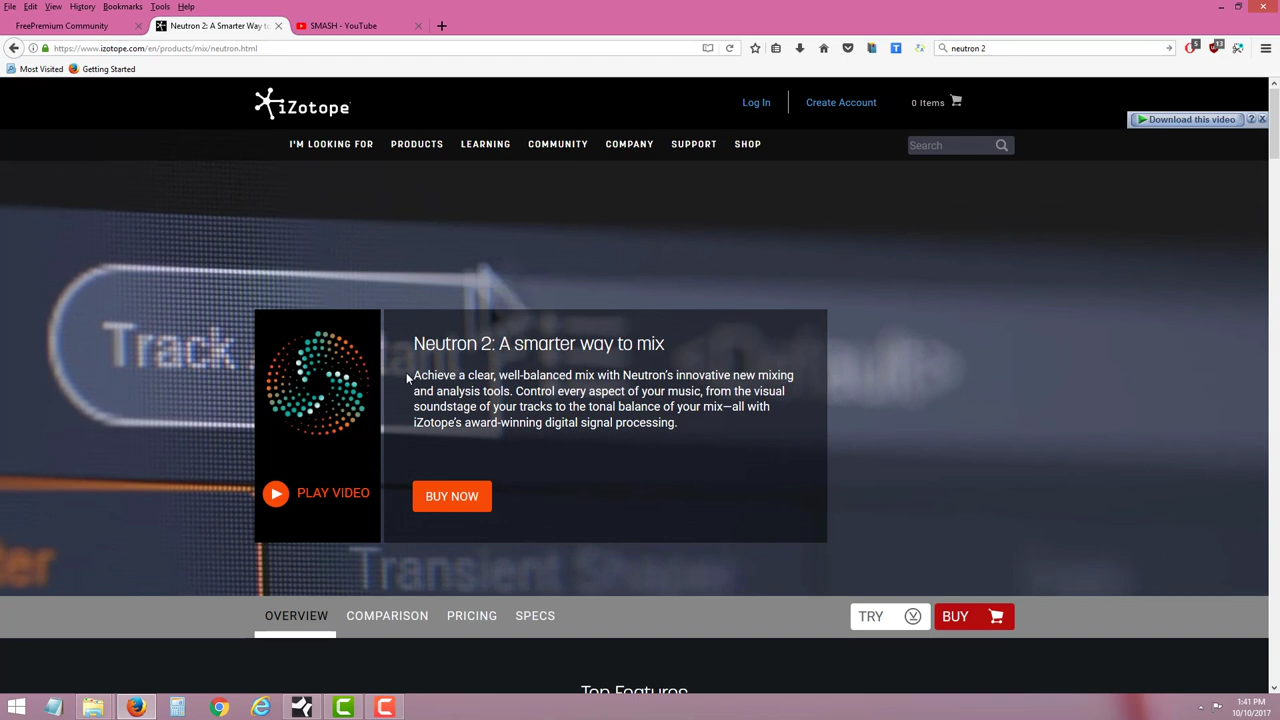 File Edit View History Bookmarks Tools Help
FreePremium Community
Neutron 2: A Smarter Way to
SMASH - YouTube
https://www.izotope.com/en/products/mix/neutron.html
neutron 2
5
13
Most Visited Getting Started
iZotope
Log In
Create Account
0 Items
Download this video
I'M LOOKING FOR PRODUCTS LEARNING COMMUNITY COMPANY SUPPORT SHOP
Search
Track
Neutron 2: A smarter way to mix
Achieve a clear, well-balanced mix with Neutron's innovative new mixing
and analysis tools. Control every aspect of your music, from the visual
soundstage of your tracks to the tonal balance of your mix—all with
iZotope's award-winning digital signal processing.
PLAY VIDEO
BUY NOW
Transient
OVERVIEW COMPARISON PRICING SPECS
TRY
BUY
Top Features
1:41 PM
10/10/2017